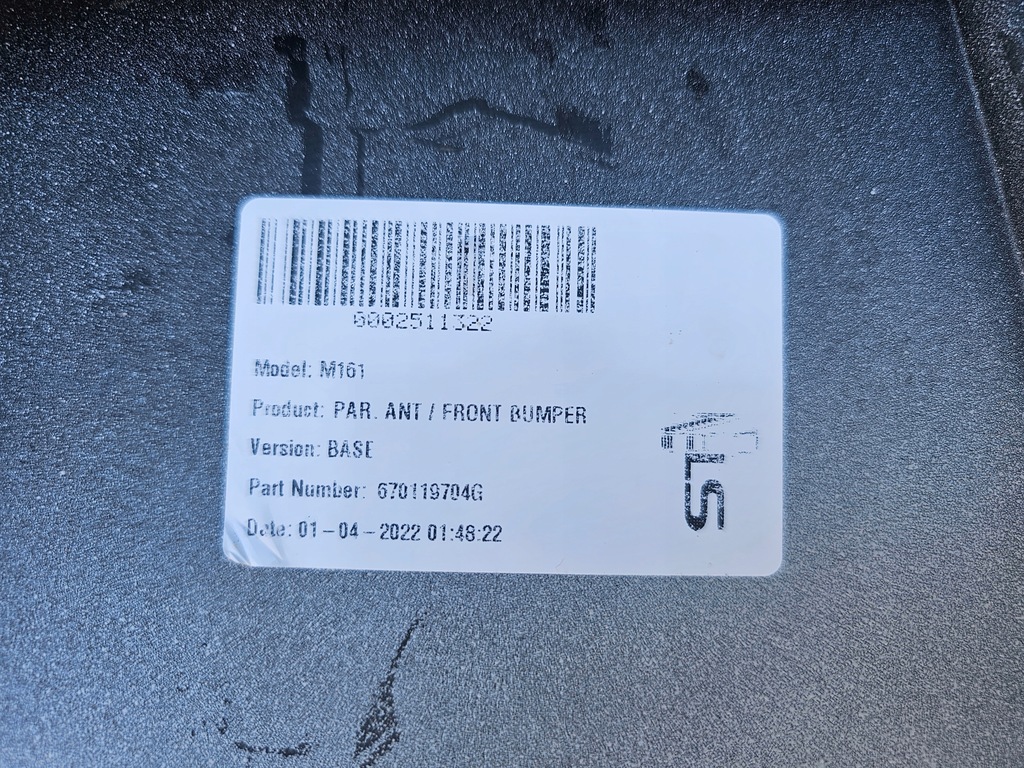 6002511322
Model: M161
Product: PAR. ANT / FRONT BUMPER
Version: BASE
Part Number: 670119704G
Date: 01-04-2022 01:48:22
LS